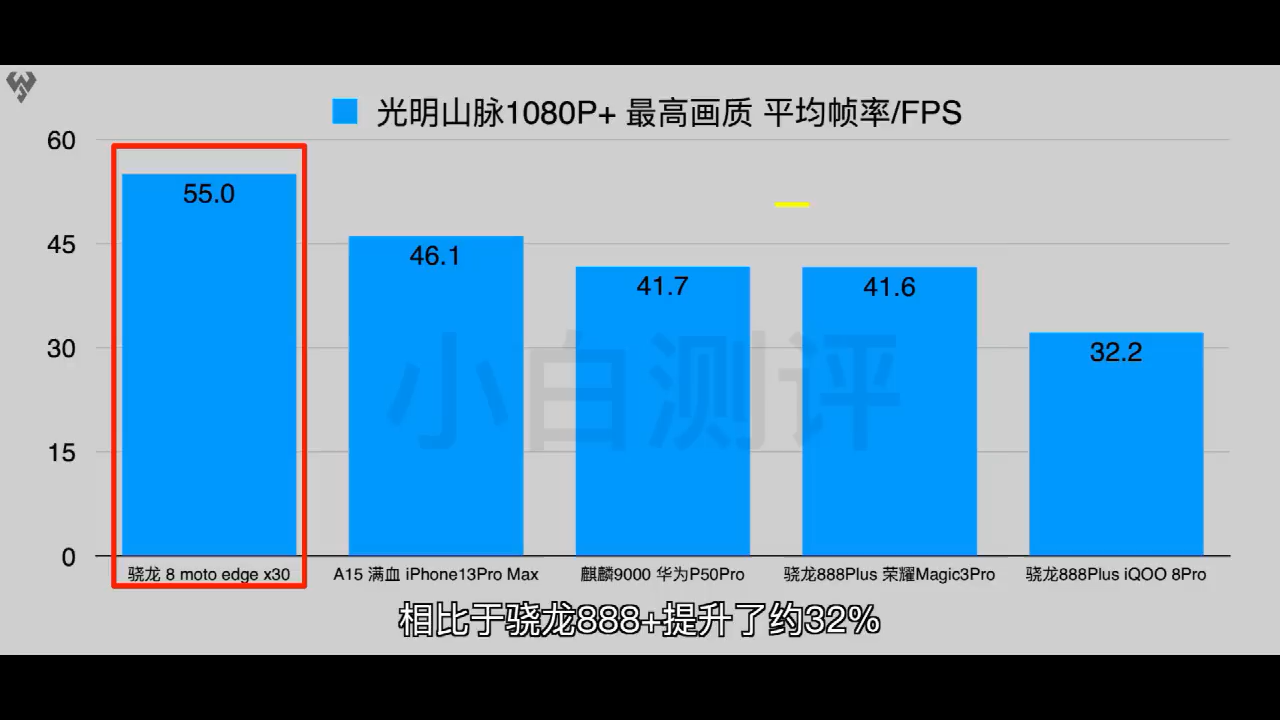 光明山脉1080P+ 最高画质 平均帧率/FPS
60
45
30
15
0
55.0
46.1
41.7
41.6
32.2
小白测评
骁龙 8 moto edge x30
A15 满血 iPhone13Pro Max
麒麟9000 华为P50Pro
骁龙888Plus 荣耀Magic3Pro
骁龙888Plus iQOO 8Pro
相比于骁龙888+提升了约32%